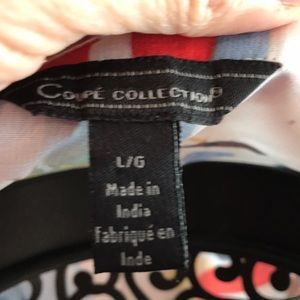 COUPÉ COLLECTION®
L/G
Made in
India
Fabriqué en
Inde